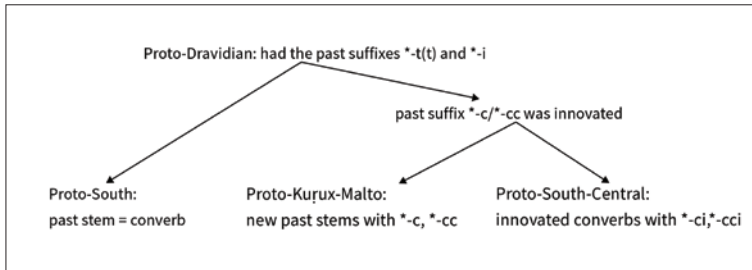 Proto-Dravidian: had the past suffixes *-t(t) and *-i
past suffix *-c/*-cc was innovated
Proto-South:
past stem = converb
Proto-Kuṛux-Malto:
new past stems with *-c, *-cc
Proto-South-Central:
innovated converbs with *-ci,*-cci